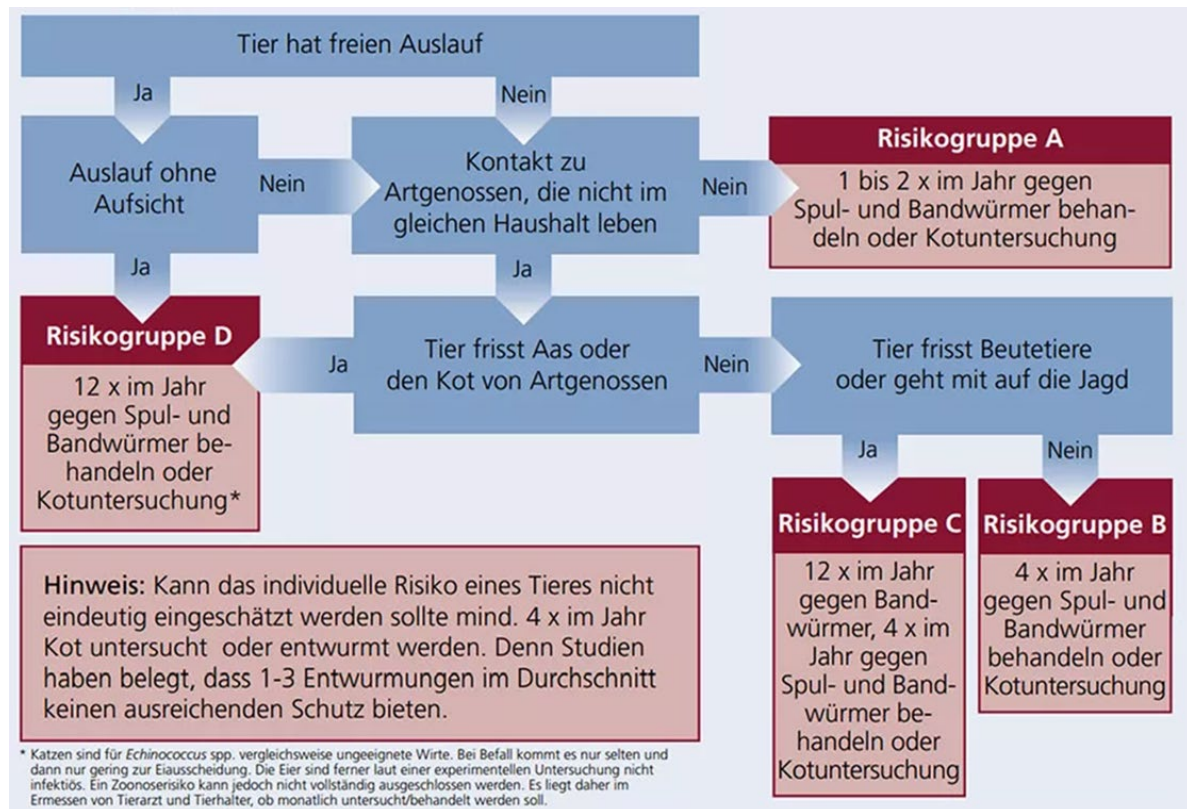 Tier hat freien Auslauf
Ja
Nein
Auslauf ohne
Aufsicht
Nein
Kontakt zu
Artgenossen, die nicht im
gleichen Haushalt leben
Nein
Risikogruppe A
1 bis 2 x im Jahr gegen
Spul- und Bandwürmer behan-
deln oder Kotuntersuchung
Ja
Ja
Risikogruppe D
12 x im Jahr
gegen Spul- und
Bandwürmer be-
handeln oder
Kotuntersuchung*
Ja
Tier frisst Aas oder
den Kot von Artgenossen
Nein
Tier frisst Beutetiere
oder geht mit auf die Jagd
Ja
Nein
Risikogruppe C
12 x im Jahr
gegen Band-
würmer, 4 x im
Jahr gegen
Spul- und Band-
würmer be-
handeln oder
Kotuntersuchung
Risikogruppe B
4 x im Jahr
gegen Spul- und
Bandwürmer
behandeln oder
Kotuntersuchung
Hinweis: Kann das individuelle Risiko eines Tieres nicht
eindeutig eingeschätzt werden sollte mind. 4 x im Jahr
Kot untersucht oder entwurmt werden. Denn Studien
haben belegt, dass 1-3 Entwurmungen im Durchschnitt
keinen ausreichenden Schutz bieten.
* Katzen sind für Echinococcus spp. vergleichsweise ungeeignete Wirte. Bei Befall kommt es nur selten und
dann nur gering zur Eiausscheidung. Die Eier sind ferner laut einer experimentellen Untersuchung nicht
infektiös. Ein Zoonoserisiko kann jedoch nicht vollständig ausgeschlossen werden. Es liegt daher im
Ermessen von Tierarzt und Tierhalter, ob monatlich untersucht/behandelt werden soll.